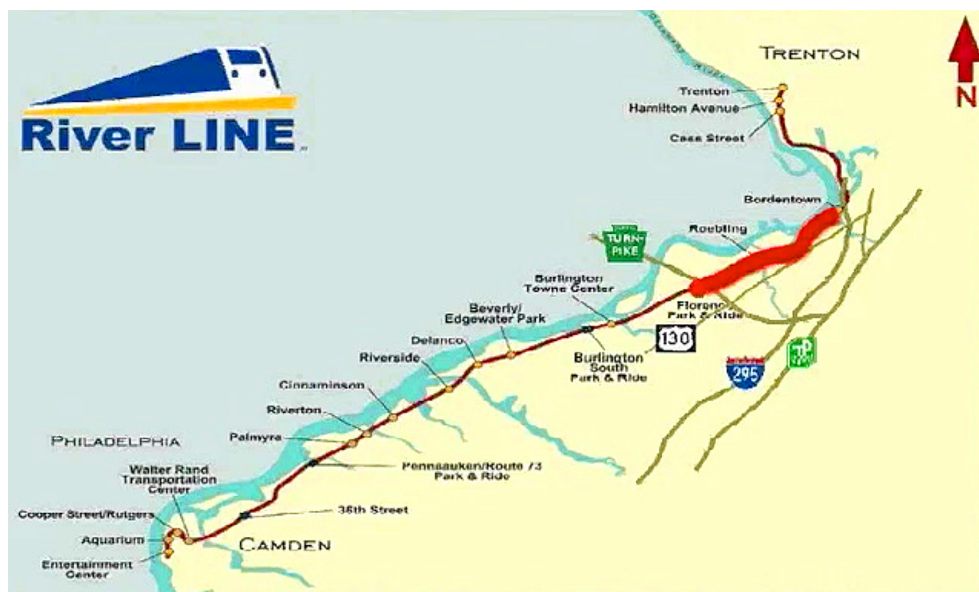 TRENTON
Trenton
Hamilton Avenue
Cass Street
N
River LINE
Bordentown
Roebling
TURN-
PIKE
Burlington
Towne Center
Florence
Park & Ride
Beverly/
Edgewater Park
130
Delanco
Burlington
South
Park & Ride
Riverside
295
Cinnaminson
Riverton
Palmyra
PHILADELPHIA
Pennsauken/Route 73
Park & Ride
Walter Rand
Transportation
Center
Cooper Street/Rutgers
36th Street
Aquarium
CAMDEN
Entertainment
Center